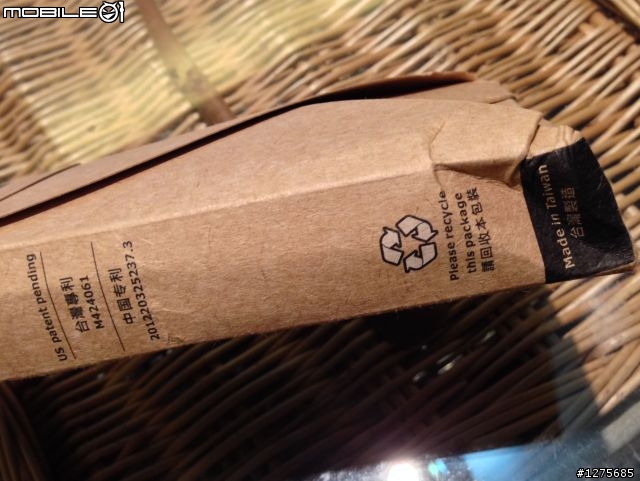 MOBILE01
US patent pending
台灣專利
M424061
中国专利
201220325237.3
Please recycle
this package
請回收本包裝
Made in Taiwan
台灣製造
#1275685